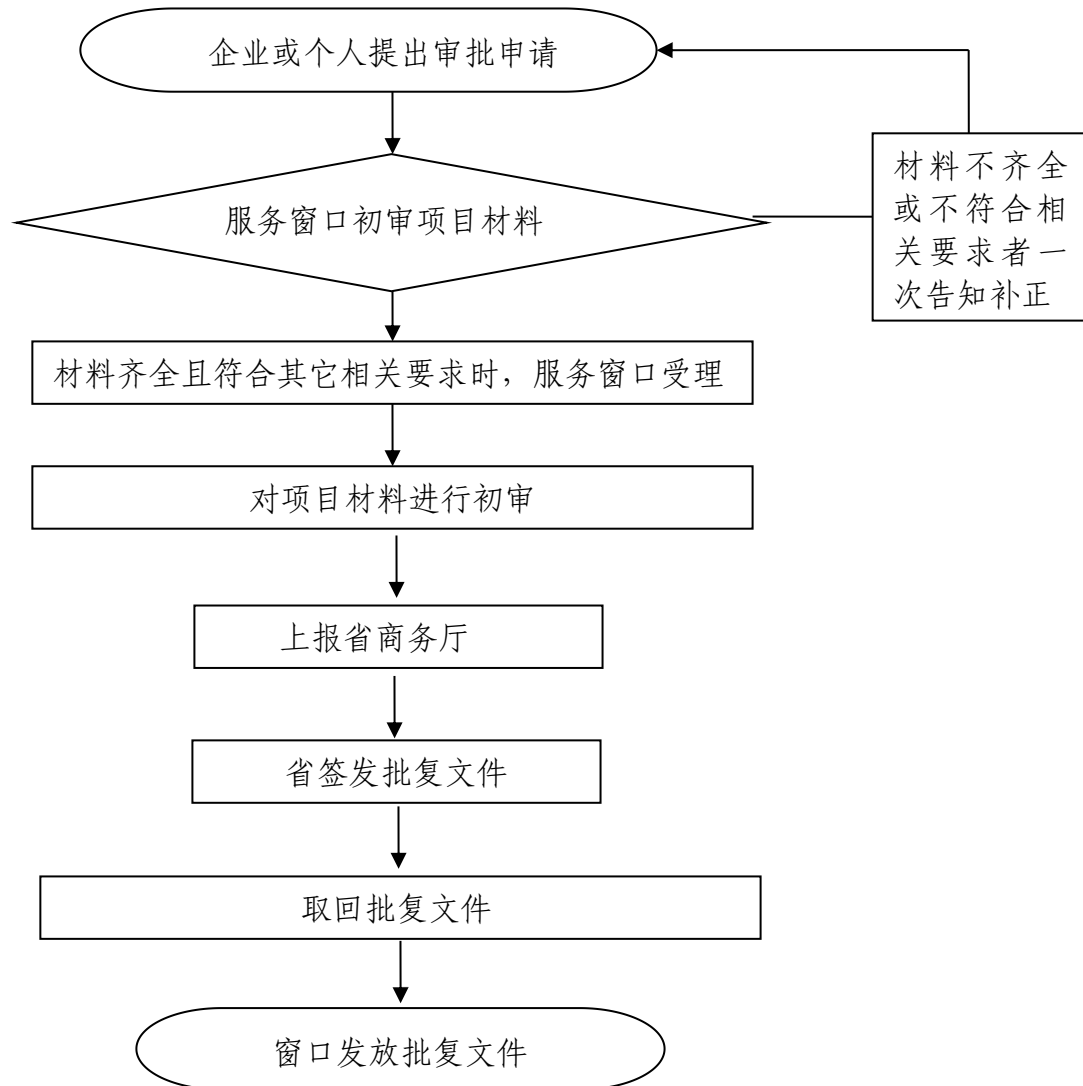 企业或个人提出审批申请
服务窗口初审项目材料
材料不齐全
或不符合相
关要求者一
次告知补正
材料齐全且符合其它相关要求时，服务窗口受理
对项目材料进行初审
上报省商务厅
省签发批复文件
取回批复文件
窗口发放批复文件